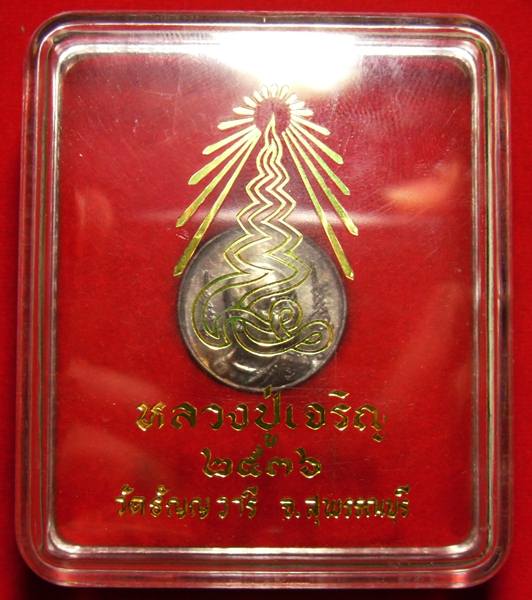 หลวงปู่เจริญ
๒๕๓๖
วัดธัญญวารี จ.สุพรรณบุรี